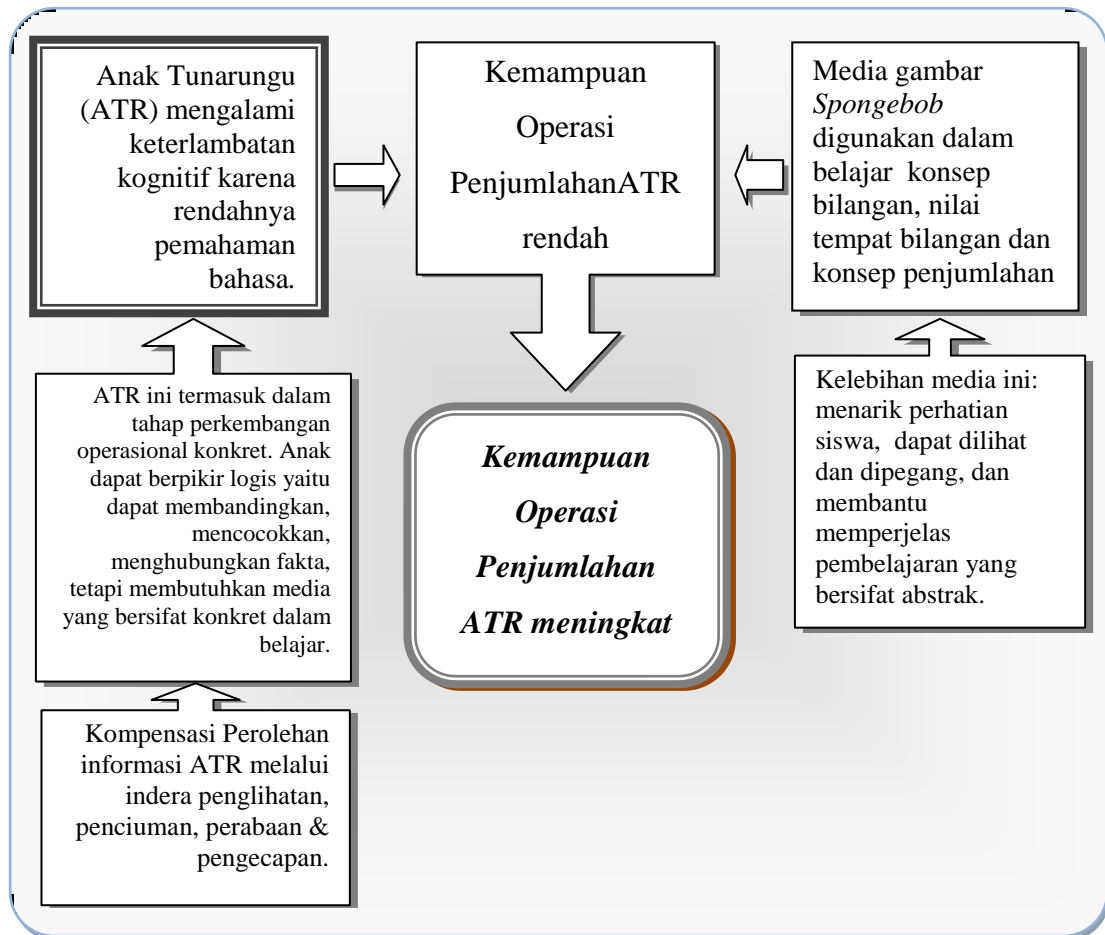 Anak Tunarungu
(ATR) mengalami
keterlambatan
kognitif karena
rendahnya
pemahaman
bahasa.
Kemampuan
Operasi
PenjumlahanATR
rendah
Media gambar
Spongebob
digunakan dalam
belajar konsep
bilangan, nilai
tempat bilangan dan
konsep penjumlahan
ATR ini termasuk dalam
tahap perkembangan
operasional konkret. Anak
dapat berpikir logis yaitu
dapat membandingkan,
mencocokkan,
menghubungkan fakta,
tetapi membutuhkan media
yang bersifat konkret dalam
belajar.
Kemampuan
Operasi
Penjumlahan
ATR meningkat
Kelebihan media ini:
menarik perhatian
siswa, dapat dilihat
dan dipegang, dan
membantu
memperjelas
pembelajaran yang
bersifat abstrak.
Kompensasi Perolehan
informasi ATR melalui
indera penglihatan,
penciuman, perabaan &
pengecapan.